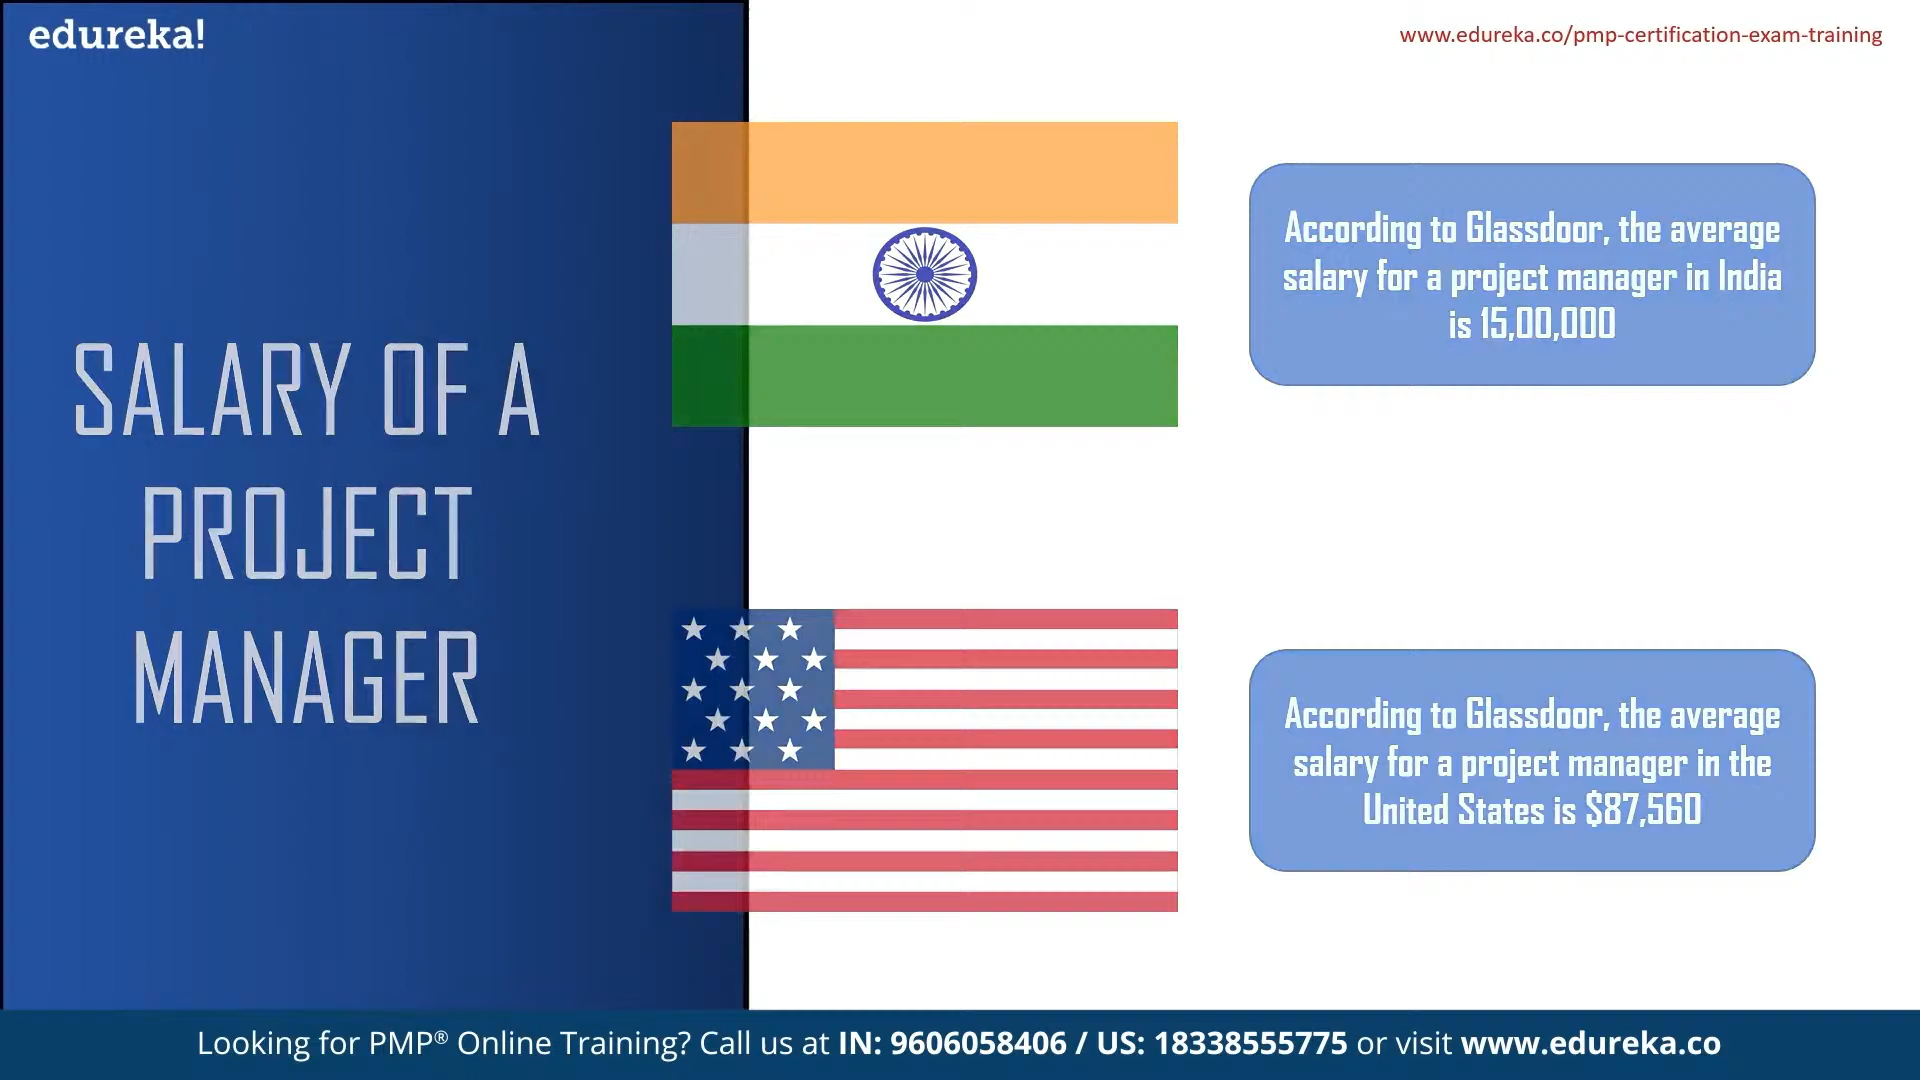 edureka!
www.edureka.co/pmp-certification-exam-training
SALARY OF A
PROJECT
MANAGER
According to Glassdoor, the average
salary for a project manager in India
is 15,00,000
According to Glassdoor, the average
salary for a project manager in the
United States is $87,560
Looking for PMP® Online Training? Call us at IN: 9606058406 / US: 18338555775 or visit www.edureka.co